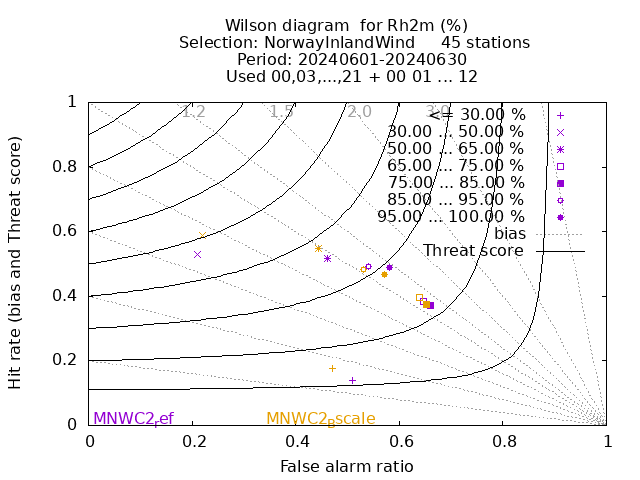 Wilson diagram  for Rh2m (%)
Selection: NorwayInlandWind     45 stations
Period: 20240601-20240630
Used 00,03,...,21 + 00 01 ... 12
1.2 1.5 2.0 3.0
<= 30.00 %
30.00 ... 50.00 %
50.00 ... 65.00 %
65.00 ... 75.00 %
75.00 ... 85.00 %
85.00 ... 95.00 %
95.00 ... 100.00 %
bias
Threat score
1
0.8
0.6
0.4
0.2
0
Hit rate (bias and Threat score)
MNWC2ref MNWC2Bscale
0 0.2 0.4 0.6 0.8 1
False alarm ratio